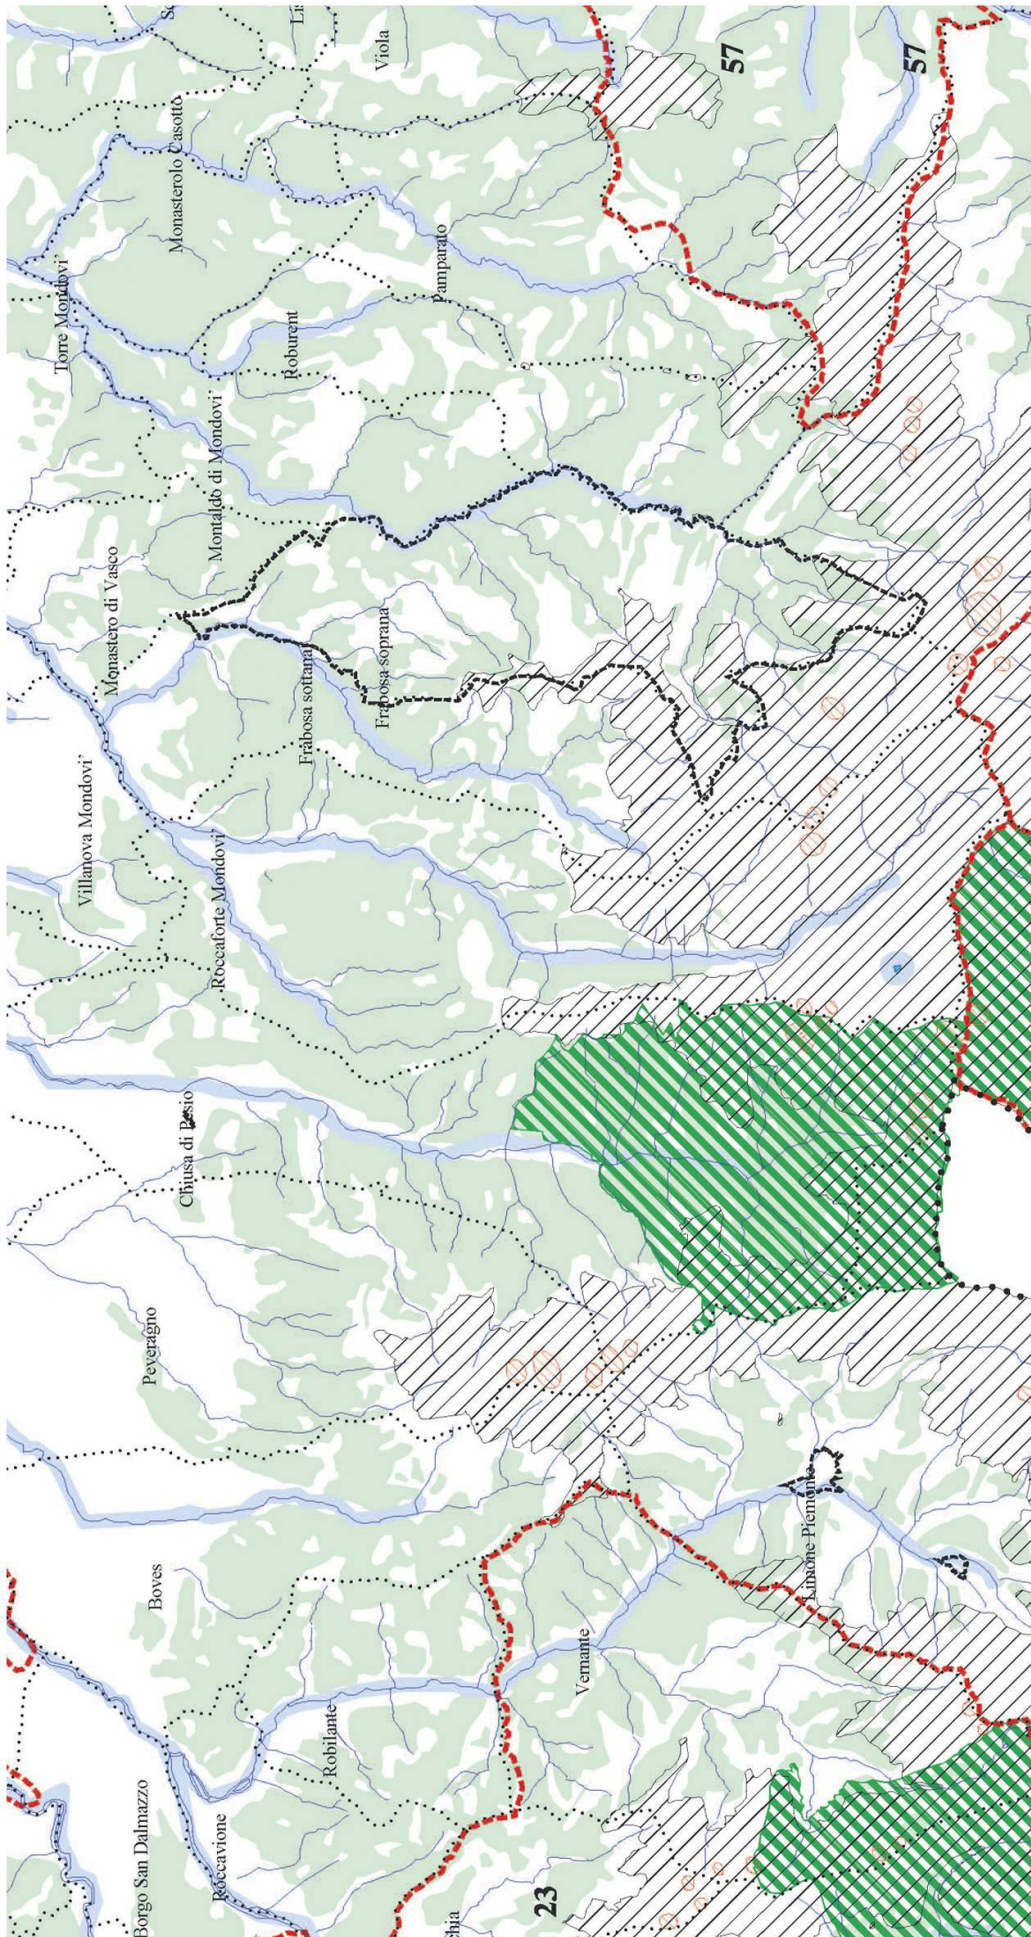 Borgo San Dalmazzo
Boves
Peveragno
Chiusa di Pesio
Villanova Mondovi'
Monastero di Vasco
Torre Mondovi'
Monasterolo Casotto
Roccavione
Roccaforte Mondovi'
Montaldo di Mondovi'
Robilante
Frabosa sottana
Roburent
Frabosa soprana
Viola
Pamparato
chia
23
Vernante
57
Limone Piemonte
57